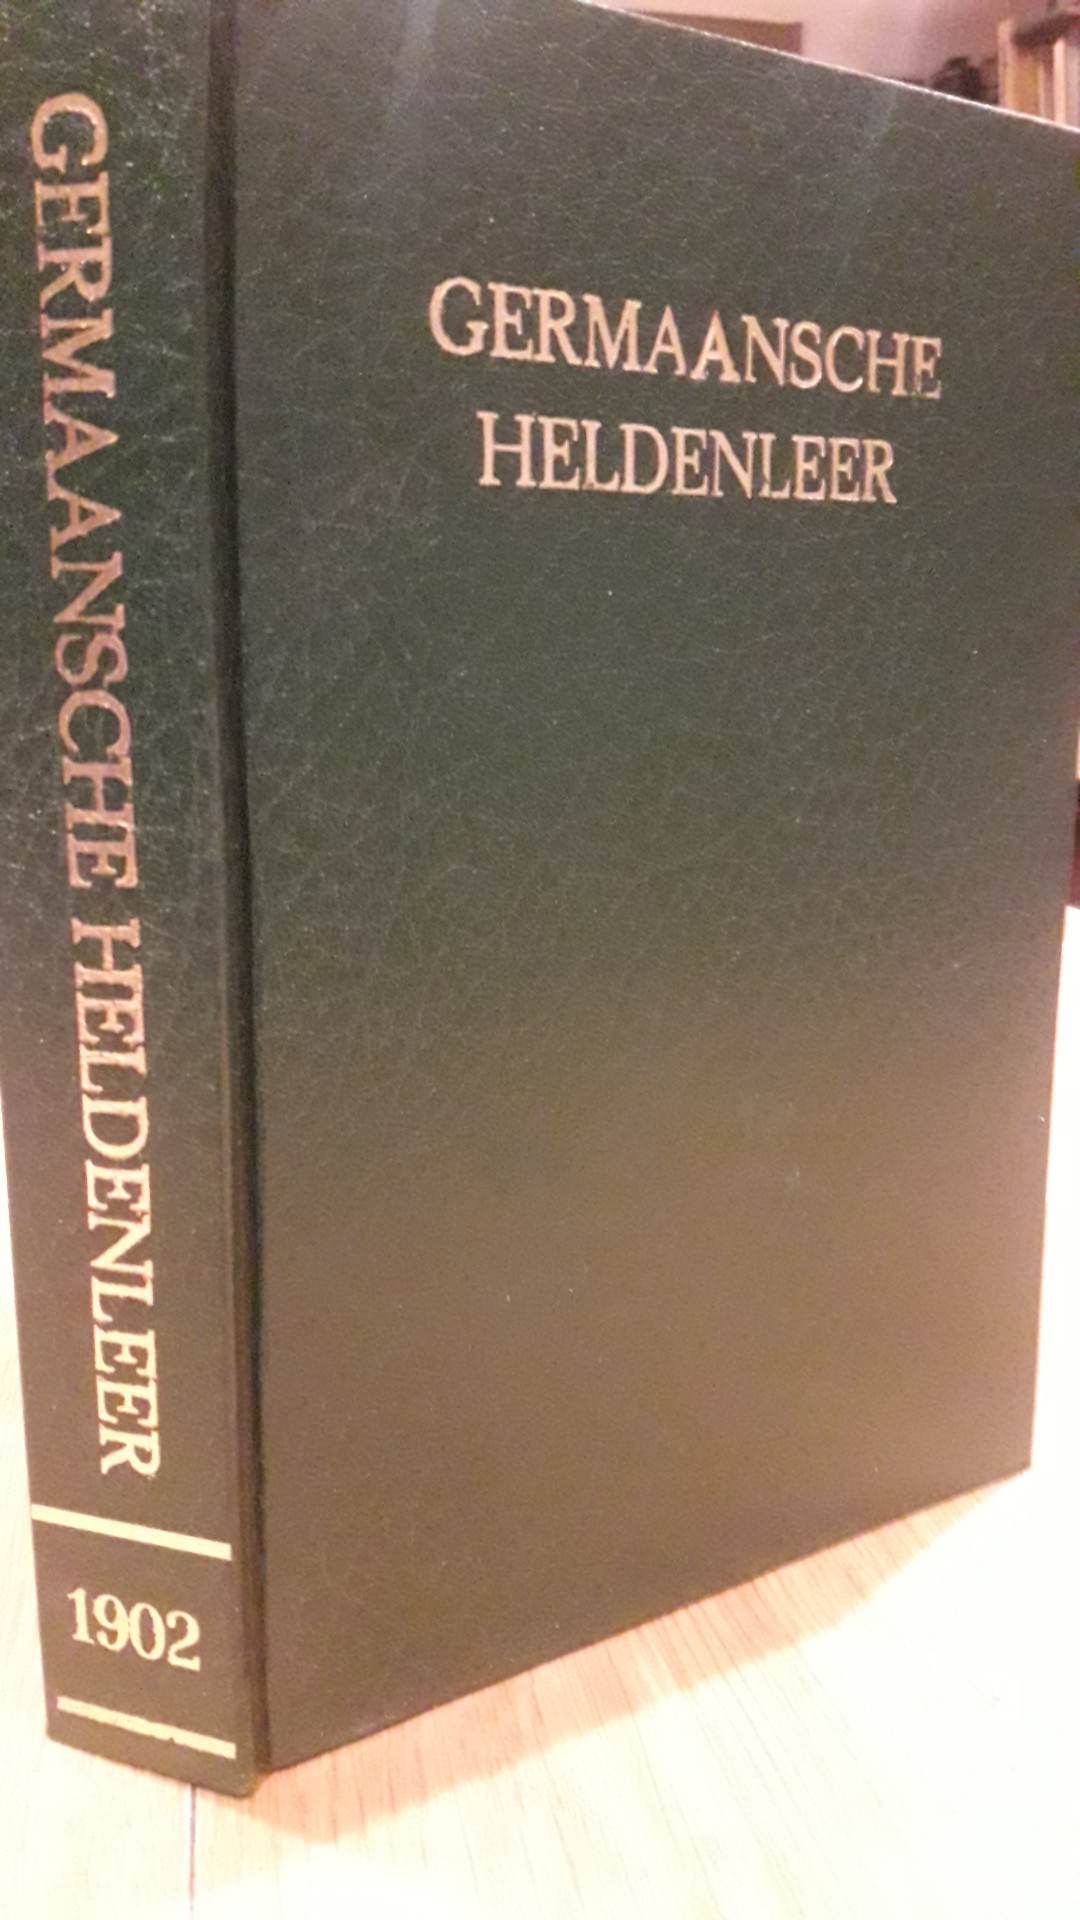 GERMAANSCHE HELDENLEER
1902
GERMAANSCHE
HELDENLEER